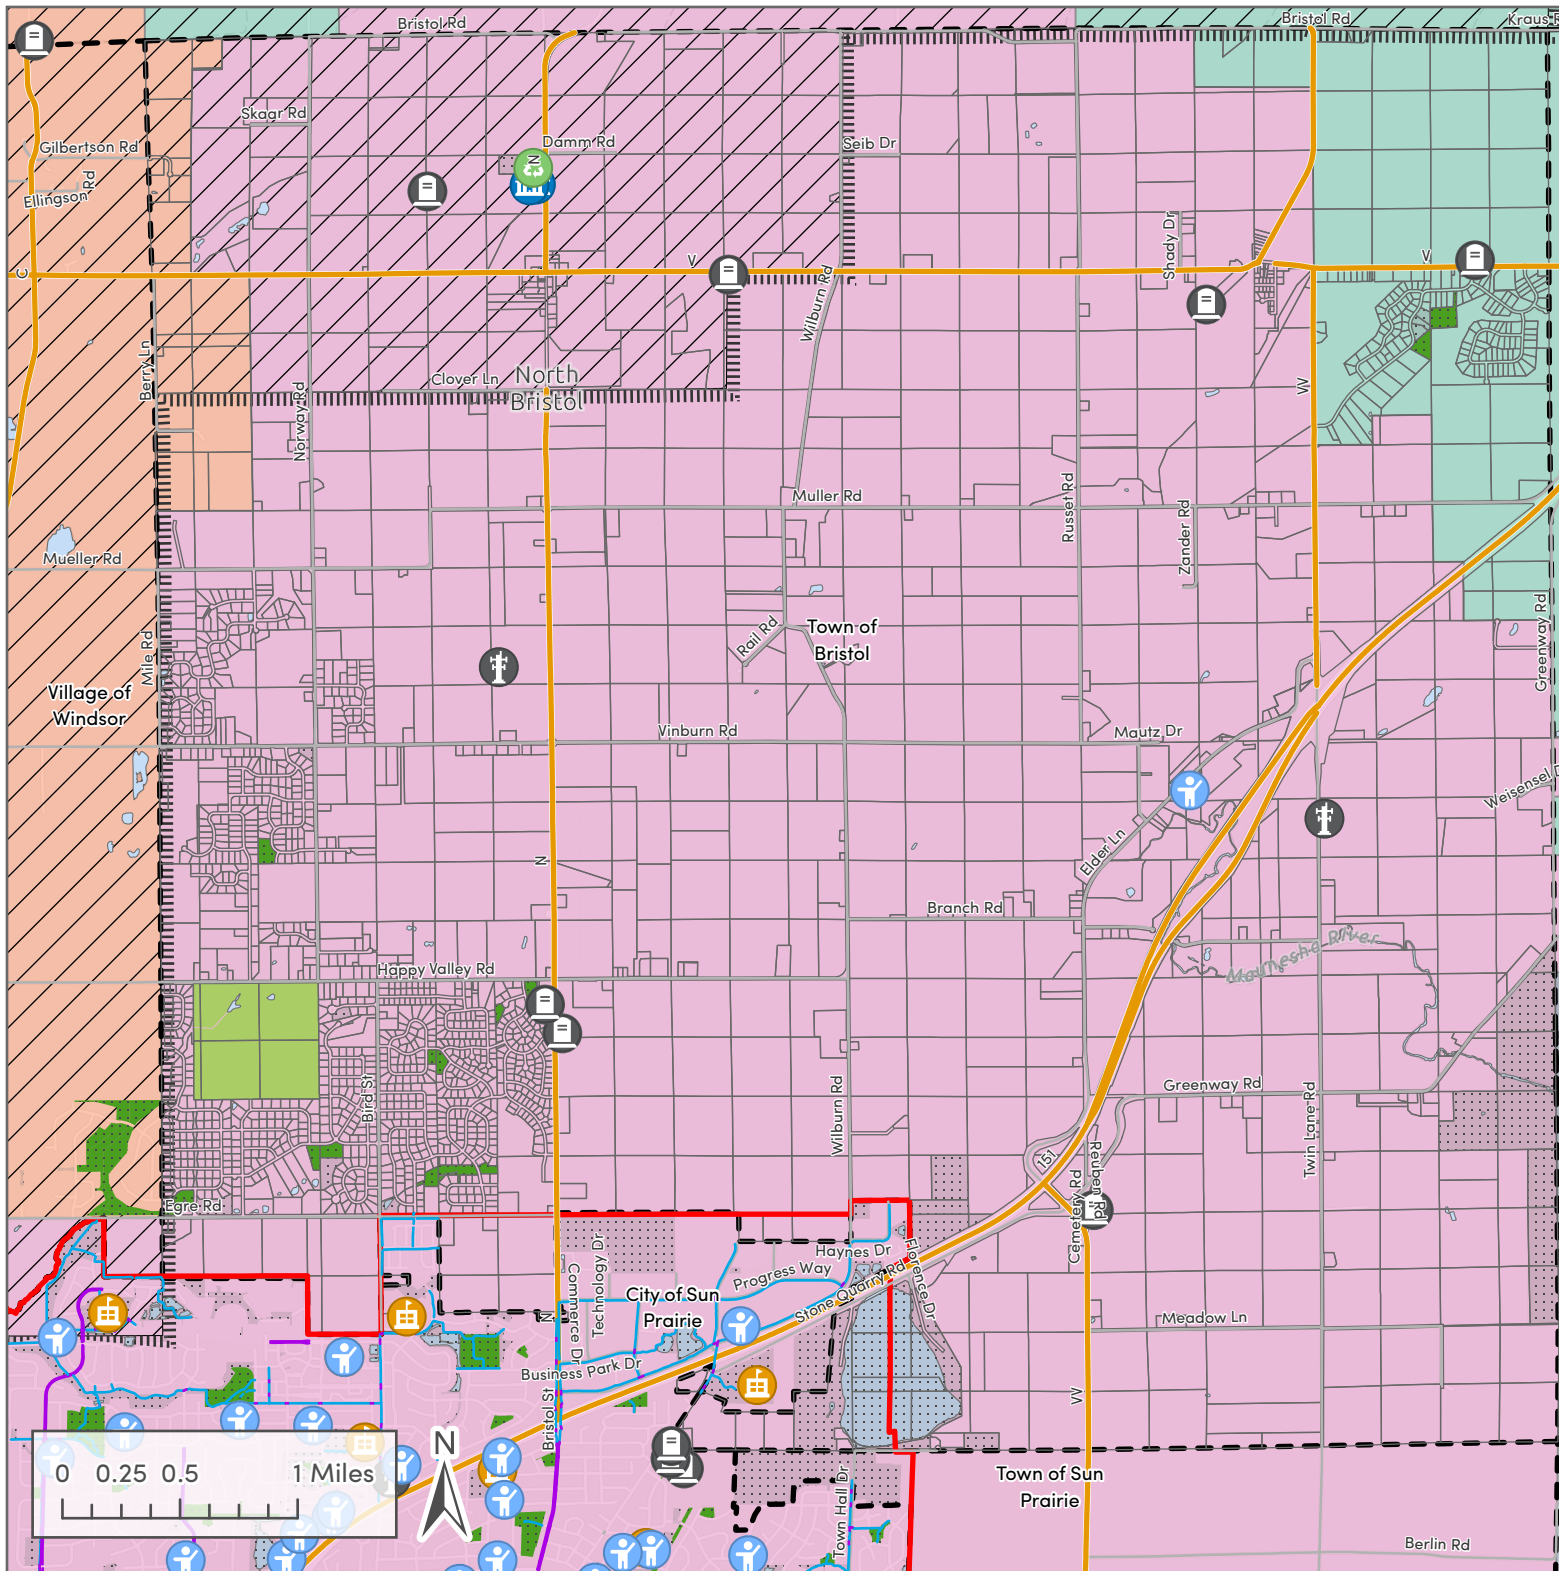 Bristol Rd
Bristol Rd
Kraus R
Skaar Rd
Damm Rd
Seib Dr
Gilbertson Rd
Ellingson Rd
N
Shady Dr
C
V
V
Wilburn Rd
Berry Ln
Clover Ln
North
Bristol
VV
Norway Rd
Muller Rd
Russet Rd
Zander Rd
Mueller Rd
Greenway Rd
Mile Rd
Rail Rd
Town of
Bristol
Village of
Windsor
Vinburn Rd
Mautz Dr
Weisensel D
N
Elder Ln
Branch Rd
Maunesha River
Happy Valley Rd
Bird St
Wilburn Rd
Greenway Rd
Twin Lane Rd
151
Reuben Rd
Cemetery Rd
Egre Rd
Haynes Dr
Florence Dr
Progress Way
Technology Dr
Commerce Dr
City of Sun
Prairie
Stone Quarry Rd
N
Meadow Ln
Business Park Dr
VV
Bristol St
N
0 0.25 0.5 1 Miles
Town Hall Dr
Town of Sun
Prairie
Berlin Rd